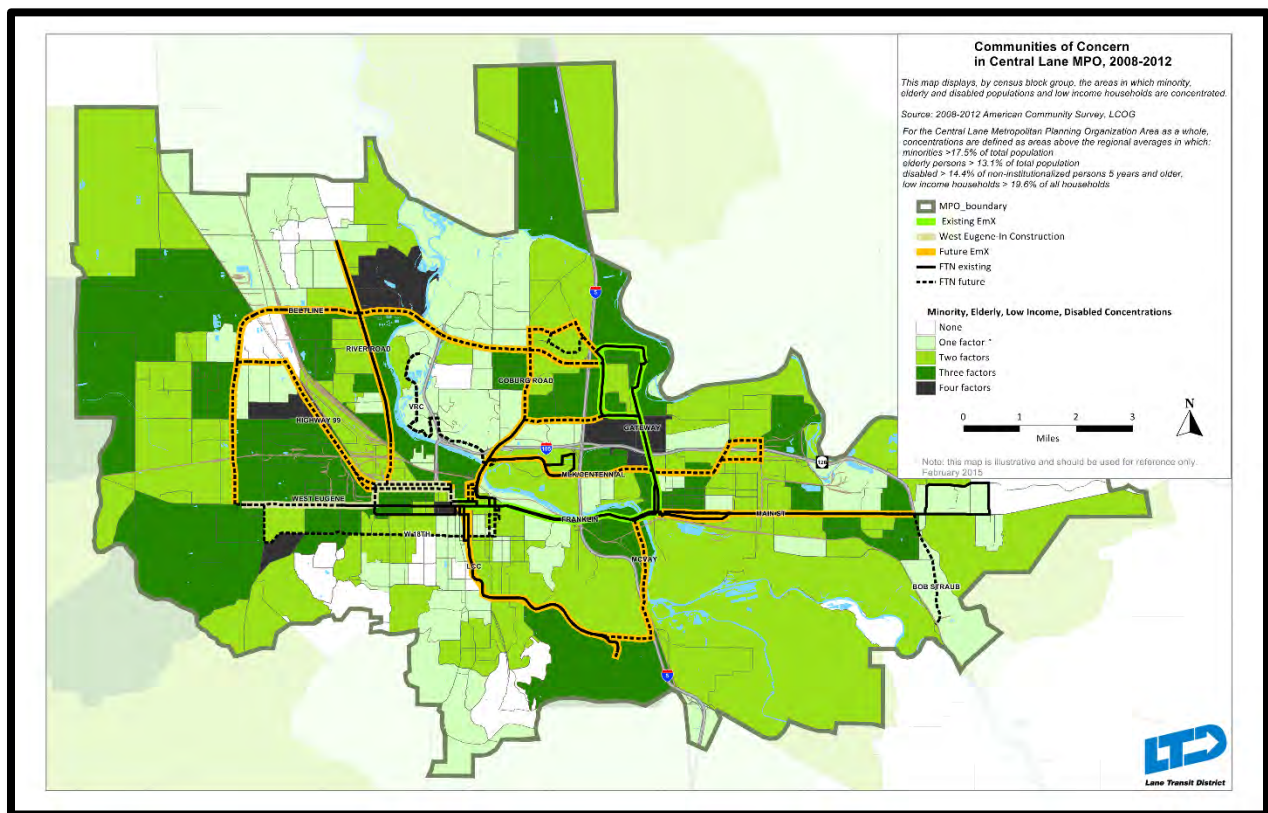 Communities of Concern
in Central Lane MPO, 2008-2012
This map displays, by census block group, the areas in which minority,
elderly and disabled populations and low income households are concentrated.
Source: 2008-2012 American Community Survey, LCOG
For the Central Lane Metropolitan Planning Organization Area as a whole,
concentrations are defined as areas above the regional averages in which:
minorities >17.5% of total population
elderly persons > 13.1% of total population
disabled > 14.4% of non-institutionalized persons 5 years and older,
low income households > 19.6% of all households
MPO_boundary
Existing EmX
West Eugene-In Construction
Future EmX
FTN existing
FTN future
Minority, Elderly, Low Income, Disabled Concentrations
None
One factor *
Two factors
Three factors
Four factors
0 1 2 3
Miles
N
Note: this map is illustrative and should be used for reference only.
February 2015
5
BELTLINE
RIVER ROAD
COBURG ROAD
VRC
HIGHWAY 99
GATEWAY
105
126
MLK/CENTENNIAL
WEST EUGENE
FRANKLIN
MAIN ST
W 18TH
LCC
MCVAY
BOB STRAUB
5
LTD
Lane Transit District